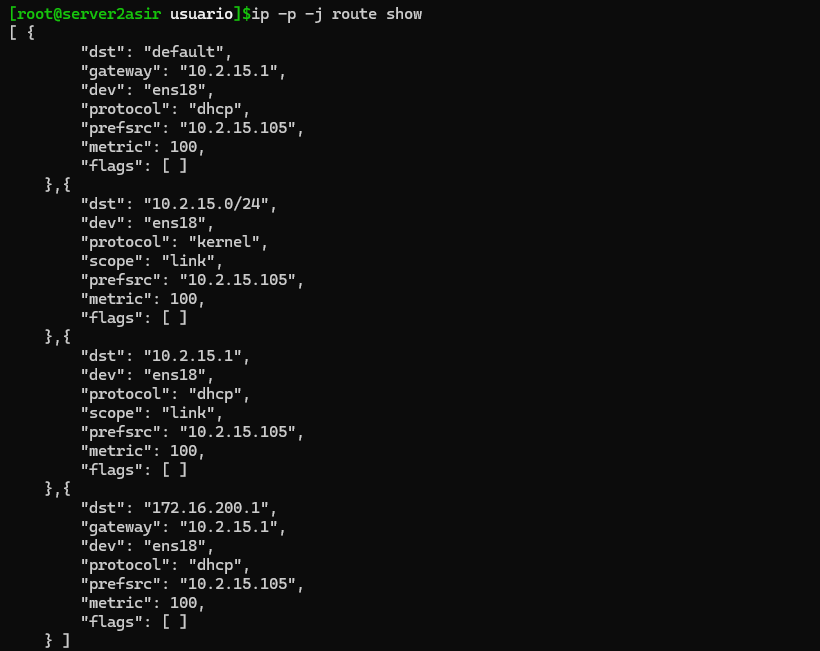 [root@server2asir usuario]$ip -p -j route show
[ {
        "dst": "default",
        "gateway": "10.2.15.1",
        "dev": "ens18",
        "protocol": "dhcp",
        "prefsrc": "10.2.15.105",
        "metric": 100,
        "flags": [ ]
    },{
        "dst": "10.2.15.0/24",
        "dev": "ens18",
        "protocol": "kernel",
        "scope": "link",
        "prefsrc": "10.2.15.105",
        "metric": 100,
        "flags": [ ]
    },{
        "dst": "10.2.15.1",
        "dev": "ens18",
        "protocol": "dhcp",
        "scope": "link",
        "prefsrc": "10.2.15.105",
        "metric": 100,
        "flags": [ ]
    },{
        "dst": "172.16.200.1",
        "gateway": "10.2.15.1",
        "dev": "ens18",
        "protocol": "dhcp",
        "prefsrc": "10.2.15.105",
        "metric": 100,
        "flags": [ ]
    } ]